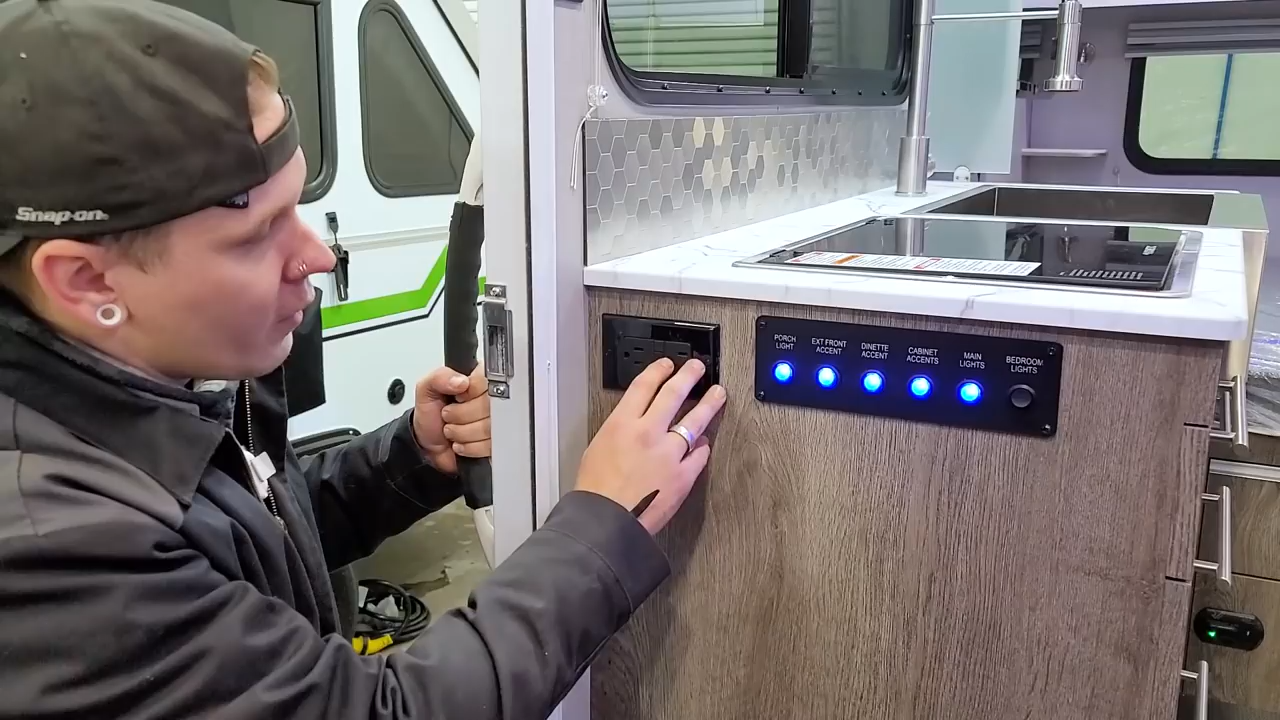 Snap-on
PORCH
LIGHT
EXT FRONT
ACCENT
DINETTE
ACCENT
CABINET
ACCENTS
MAIN
LIGHTS
BEDROOM
LIGHTS